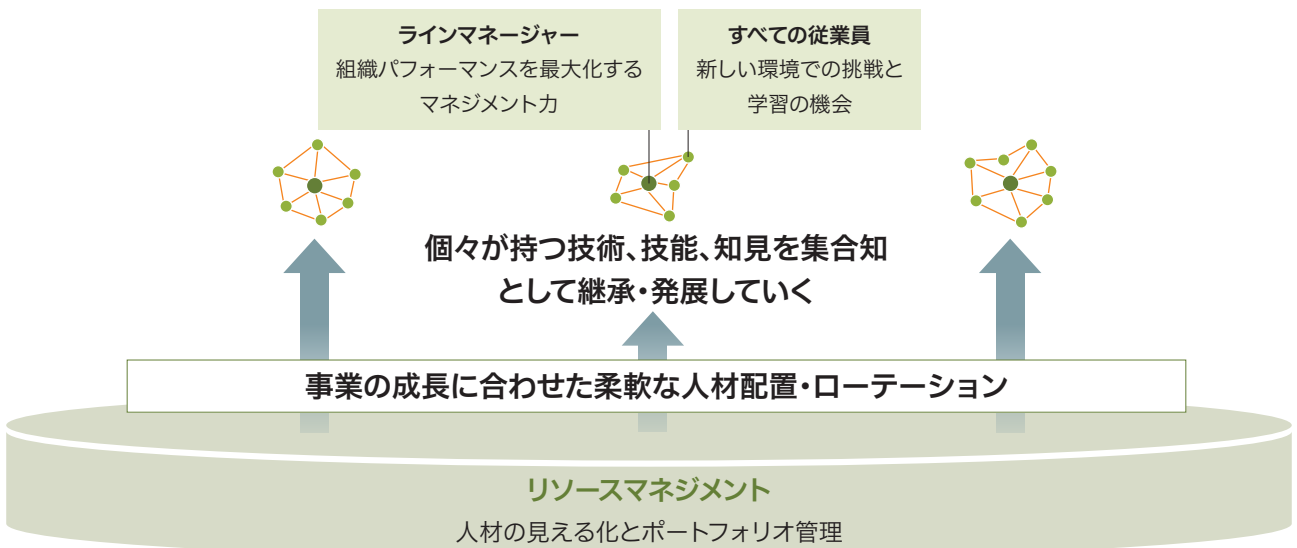 ラインマネージャー
組織パフォーマンスを最大化する
マネジメント力
すべての従業員
新しい環境での挑戦と
学習の機会
個々が持つ技術、技能、知見を集合知
として継承・発展していく
事業の成長に合わせた柔軟な人材配置・ローテーション
リソースマネジメント
人材の見える化とポートフォリオ管理